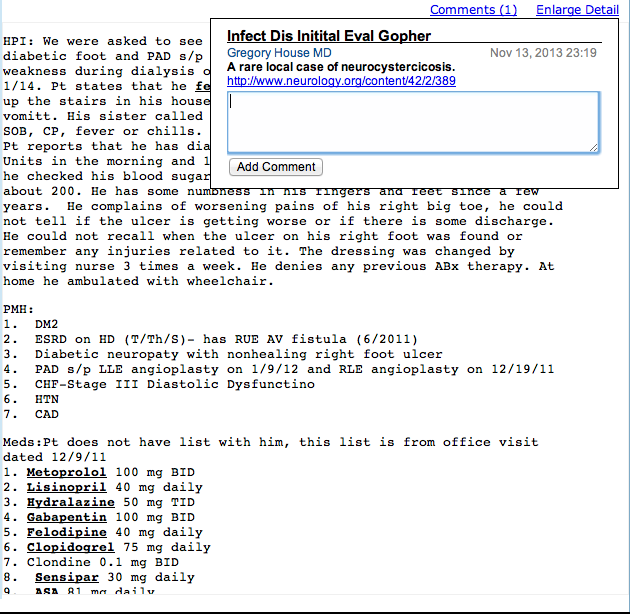 Comments (1) Enlarge Detail
Infect Dis Initital Eval Gopher
Gregory House MD Nov 13, 2013 23:19
A rare local case of neurocystercicosis.
http://www.neurology.org/content/42/2/389
Add Comment
HPI: We were asked to see
diabetic foot and PAD s/p
weakness during dialysis o
1/14. Pt states that he fe
up the stairs in his house
vomitt. His sister called
SOB, CP, fever or chills.
Pt reports that he has dia
Units in the morning and 1
he checked his blood sugar
about 200. He has some numbness in his fingers and feet since a few
years. He complains of worsening pains of his right big toe, he could
not tell if the ulcer is getting worse or if there is some discharge.
He could not recall when the ulcer on his right foot was found or
remember any injuries related to it. The dressing was changed by
visiting nurse 3 times a week. He denies any previous ABx therapy. At
home he ambulated with wheelchair.
PMH:
1. DM2
2. ESRD on HD (T/Th/S)- has RUE AV fistula (6/2011)
3. Diabetic neuropaty with nonhealing right foot ulcer
4. PAD s/p LLE angioplasty on 1/9/12 and RLE angioplasty on 12/19/11
5. CHF-Stage III Diastolic Dysfunctino
6. HTN
7. CAD
Meds:Pt does not have list with him, this list is from office visit
dated 12/9/11
1. Metoprolol 100 mg BID
2. Lisinopril 40 mg daily
3. Hydralazine 50 mg TID
4. Gabapentin 100 mg BID
5. Felodipine 40 mg daily
6. Clopidogrel 75 mg daily
7. Clondine 0.1 mg BID
8. Sensipar 30 mg daily
9. ASA 81 mg daily